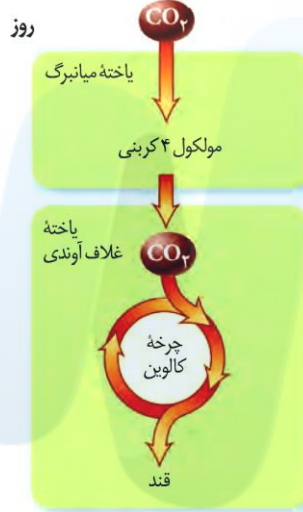 روز
CO۲
یاختهٔ میانبرگ
مولکول ۴ کربنی
یاختهٔ
غلاف آوندی
CO۲
چرخهٔ
کالوین
قند